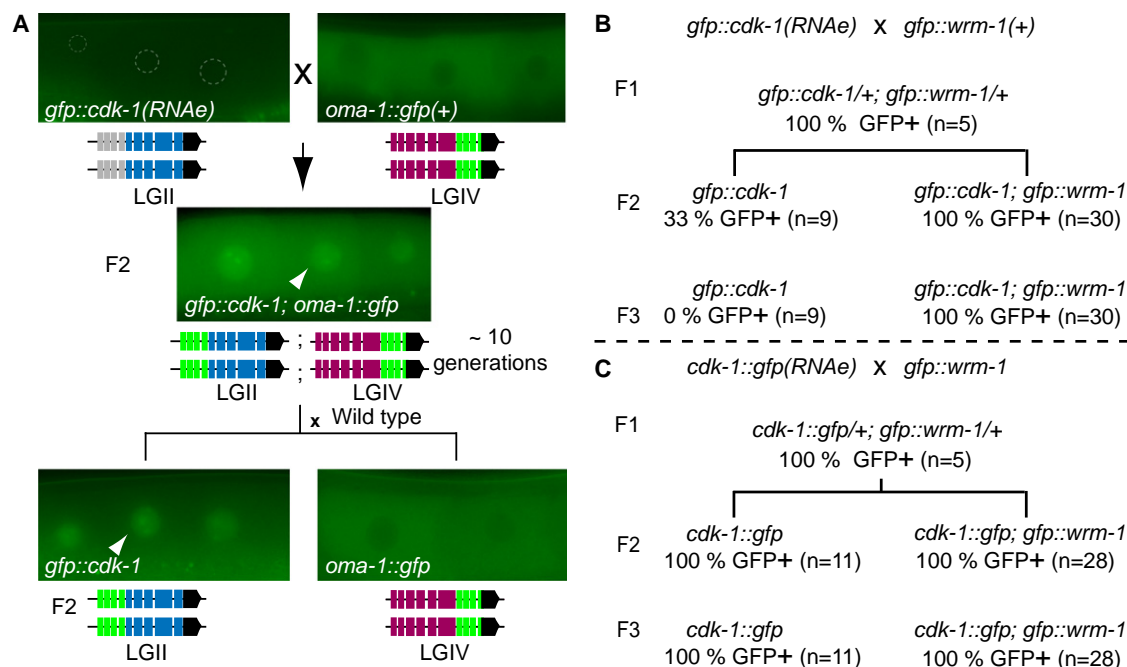 A
gfp::cdk-1(RNAe)
X
oma-1::gfp(+)
LGII
LGIV
F2
gfp::cdk-1; oma-1::gfp
;
;
~ 10
generations
LGII
LGIV
x Wild type
gfp::cdk-1
oma-1::gfp
F2
LGII
LGIV
B
gfp::cdk-1(RNAe) X gfp::wrm-1(+)
F1
gfp::cdk-1/+; gfp::wrm-1/+
100 % GFP+ (n=5)
F2
gfp::cdk-1
33 % GFP+ (n=9)
gfp::cdk-1; gfp::wrm-1
100 % GFP+ (n=30)
F3
gfp::cdk-1
0 % GFP+ (n=9)
gfp::cdk-1; gfp::wrm-1
100 % GFP+ (n=30)
C
cdk-1::gfp(RNAe) X gfp::wrm-1
F1
cdk-1::gfp/+; gfp::wrm-1/+
100 % GFP+ (n=5)
F2
cdk-1::gfp
100 % GFP+ (n=11)
cdk-1::gfp; gfp::wrm-1
100 % GFP+ (n=28)
F3
cdk-1::gfp
100 % GFP+ (n=11)
cdk-1::gfp; gfp::wrm-1
100 % GFP+ (n=28)